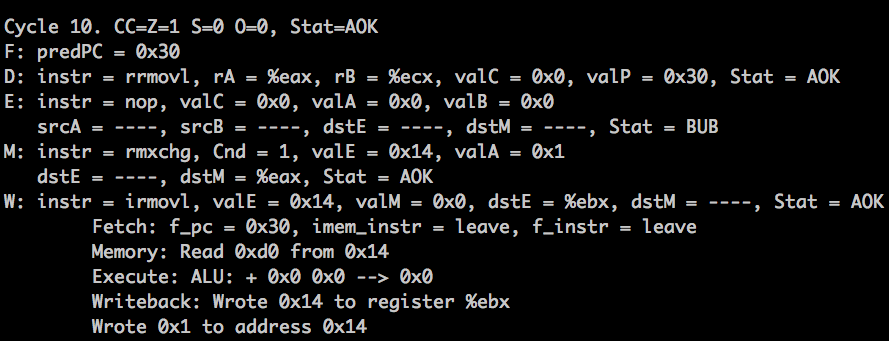 Cycle 10. CC=Z=1 S=0 O=0, Stat=AOK
F: predPC = 0x30
D: instr = rrmovl, rA = %eax, rB = %ecx, valC = 0x0, valP = 0x30, Stat = AOK
E: instr = nop, valC = 0x0, valA = 0x0, valB = 0x0
srcA = ----, srcB = ----, dstE = ----, dstM = ----, Stat = BUB
M: instr = rmxchg, Cnd = 1, valE = 0x14, valA = 0x1
dstE = ----, dstM = %eax, Stat = AOK
W: instr = irmovl, valE = 0x14, valM = 0x0, dstE = %ebx, dstM = ----, Stat = AOK
Fetch: f_pc = 0x30, imem_instr = leave, f_instr = leave
Memory: Read 0xd0 from 0x14
Execute: ALU: + 0x0 0x0 --> 0x0
Writeback: Wrote 0x14 to register %ebx
Wrote 0x1 to address 0x14